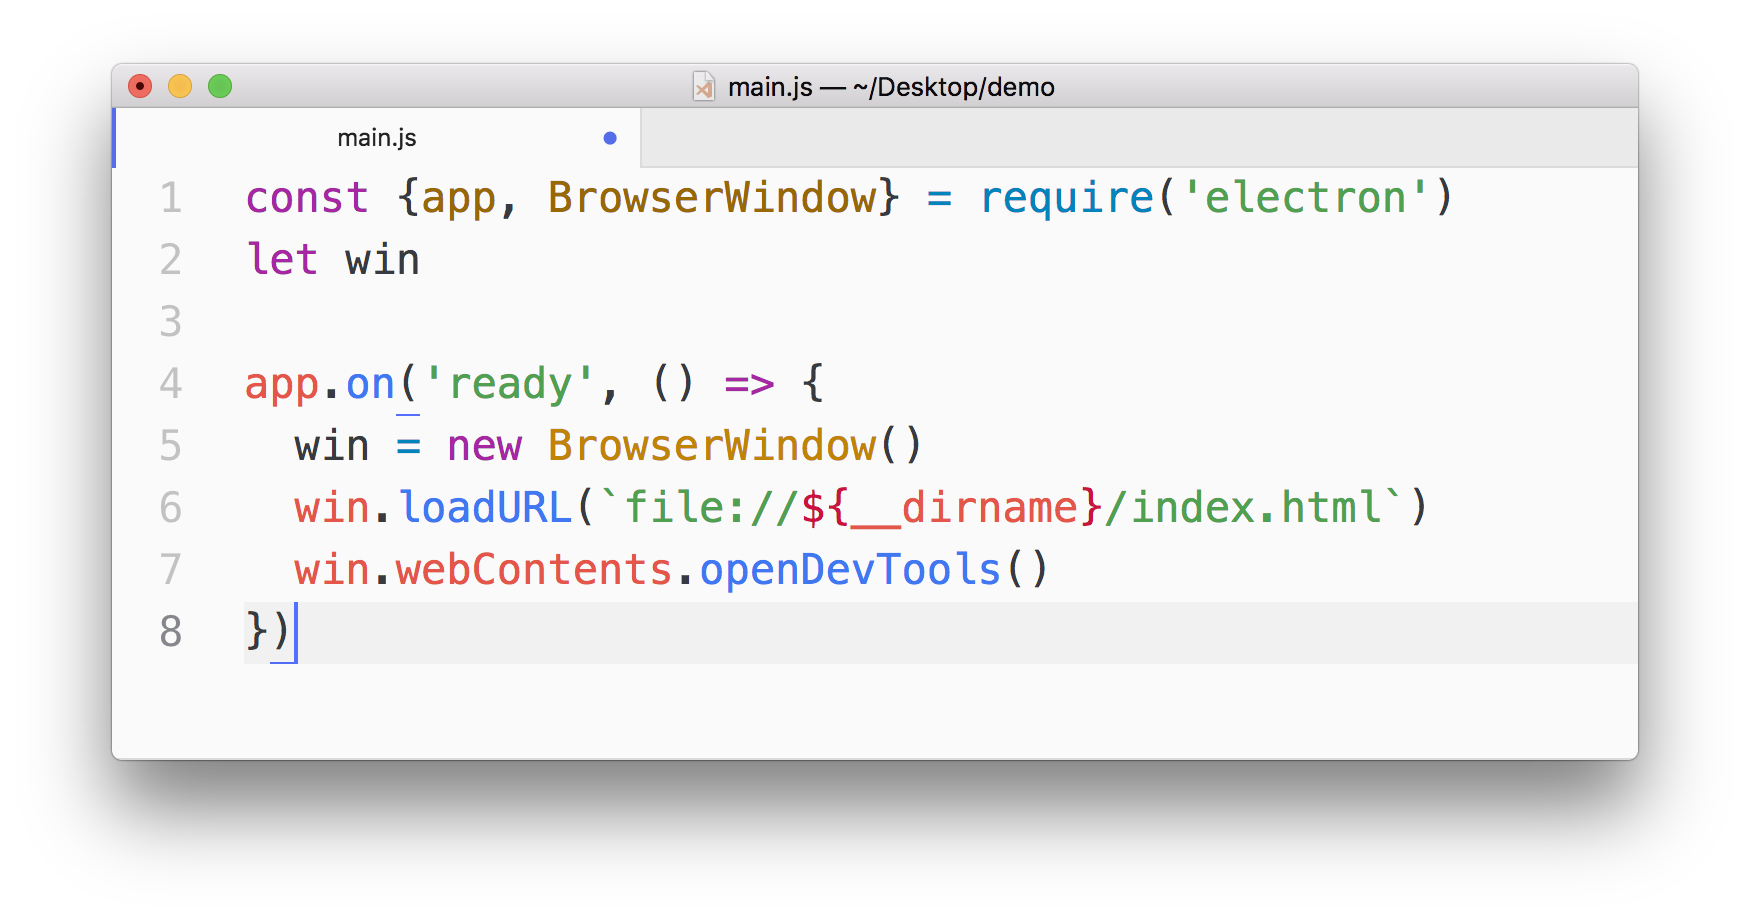 main.js — ~/Desktop/demo
main.js
1 const {app, BrowserWindow} = require('electron')
2 let win
3
4 app.on('ready', () => {
5   win = new BrowserWindow()
6   win.loadURL(`file://${__dirname}/index.html`)
7   win.webContents.openDevTools()
8 })